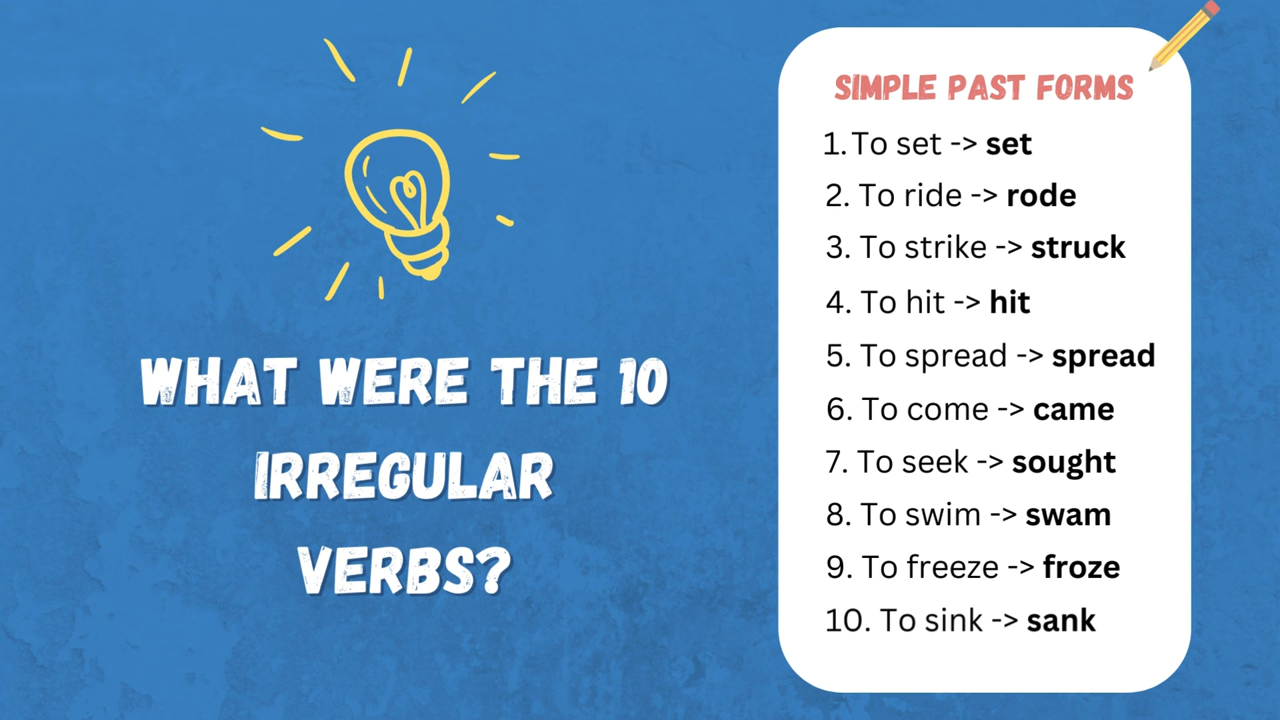 WHAT WERE THE 10
IRREGULAR
VERBS?
SIMPLE PAST FORMS
1. To set -> set
2. To ride -> rode
3. To strike -> struck
4. To hit -> hit
5. To spread -> spread
6. To come -> came
7. To seek -> sought
8. To swim -> swam
9. To freeze -> froze
10. To sink -> sank